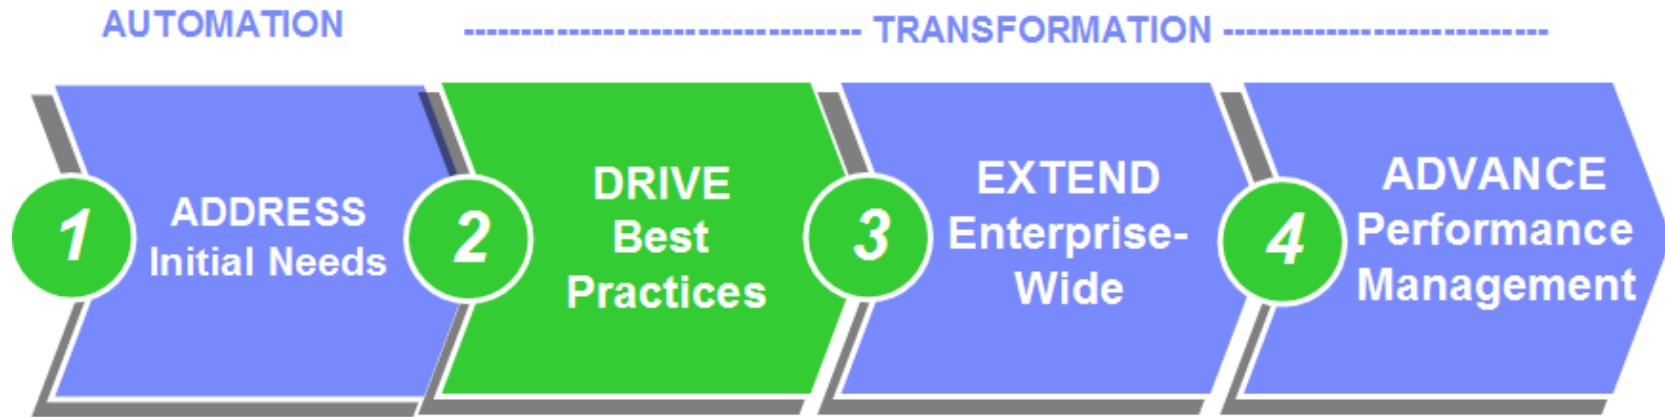 AUTOMATION
------------------------------------ TRANSFORMATION -----------------------------
1
ADDRESS
Initial Needs
2
DRIVE
Best
Practices
3
EXTEND
Enterprise-
Wide
4
ADVANCE
Performance
Management